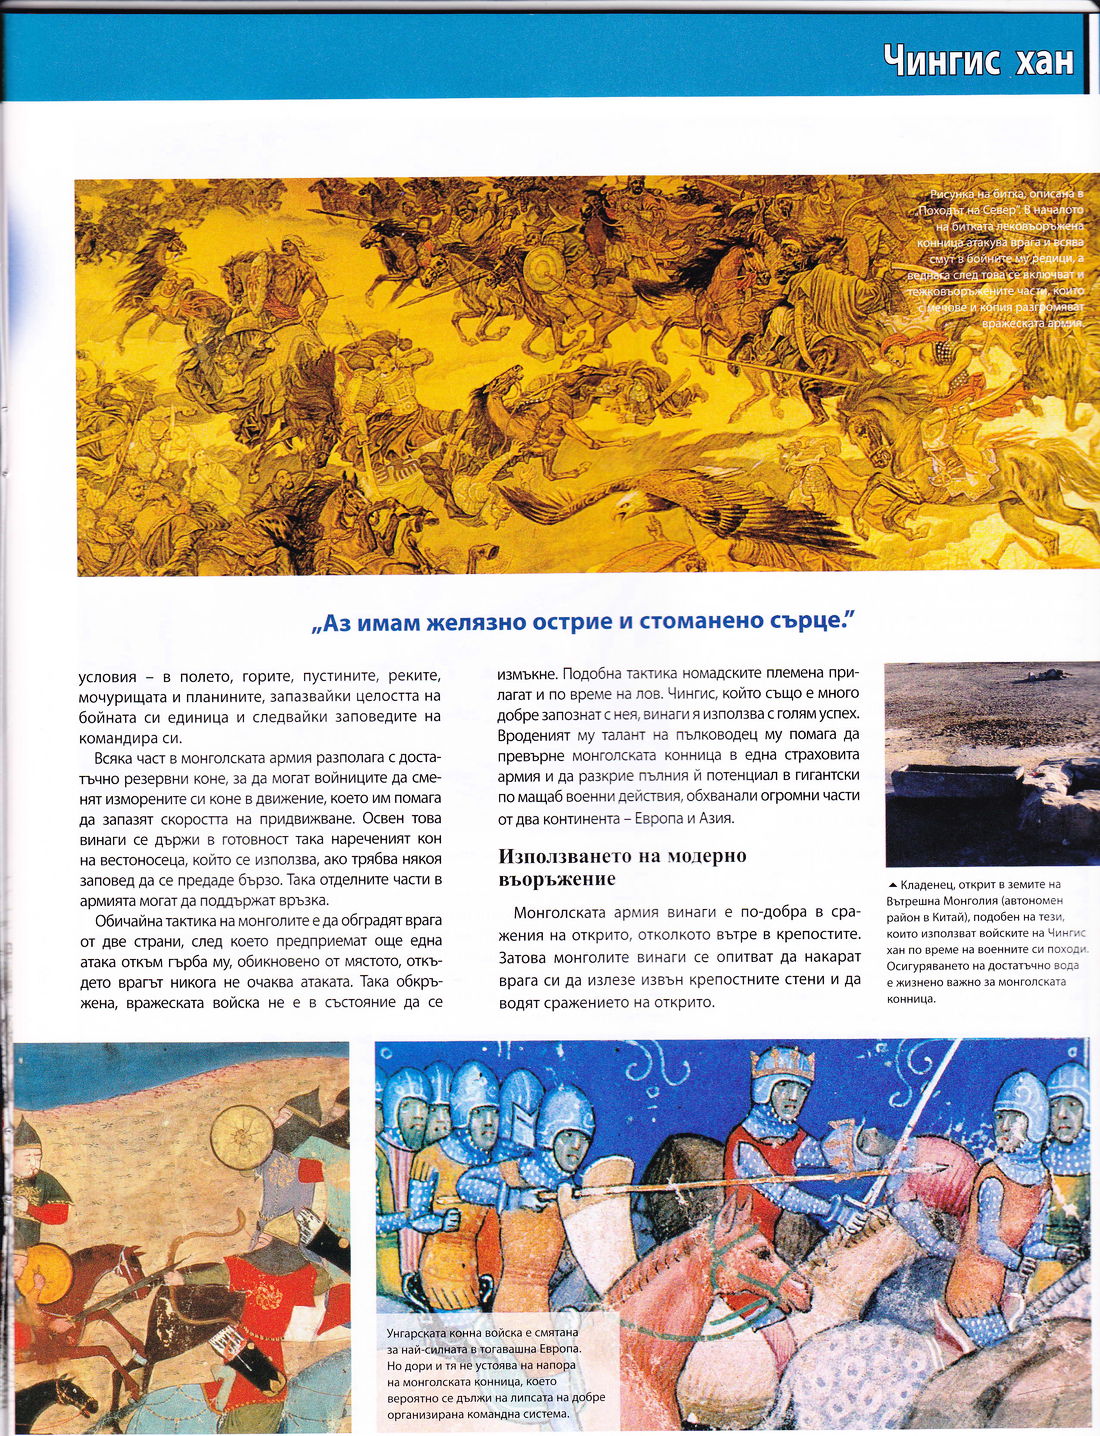 Чингис хан
Рисунка на битка, описана в
„Походът на Север“. В началото
на битката лековъоръжена
конница атакува врага и всява
смут в бойните му редици, а
веднага след това се включват и
тежковъоръжените части, които
с мечове и копия разгромяват
вражеската армия.
„Аз имам желязно острие и стоманено сърце.”
условия – в полето, горите, пустините, реките,
мочурищата и планините, запазвайки целостта на
бойната си единица и следвайки заповедите на
командира си.
Всяка част в монголската армия разполага с доста-
тъчно резервни коне, за да могат войниците да сме-
нят изморените си коне в движение, което им помага
да запазят скоростта на придвижване. Освен това
винаги се държи в готовност така нареченият кон
на вестоносеца, който се използва, ако трябва някоя
заповед да се предаде бързо. Така отделните части в
армията могат да поддържат връзка.
Обичайна тактика на монголите е да обградят врага
от две страни, след което предприемат още една
атака откъм гърба му, обикновено от мястото, откъ-
дето врагът никога не очаква атаката. Така обкръ-
жена, вражеската войска не е в състояние да се
измъкне. Подобна тактика номадските племена при-
лагат и по време на лов. Чингис, който също е много
добре запознат с нея, винаги я използва с голям успех.
Вроденият му талант на пълководец му помага да
превърне монголската конница в една страховита
армия и да разкрие пълния ѝ потенциал в гигантски
по мащаб военни действия, обхванали огромни части
от два континента – Европа и Азия.
Използването на модерно
въоръжение
Монголската армия винаги е по-добра в сра-
жения на открито, отколкото вътре в крепостите.
Затова монголите винаги се опитват да накарат
врага си да излезе извън крепостните стени и да
водят сражението на открито.
Кладенец, открит в земите на
Вътрешна Монголия (автономен
район в Китай), подобен на тези,
които използват войските на Чингис
хан по време на военните си походи.
Осигуряването на достатъчно вода
е жизнено важно за монголската
конница.
Унгарската конна войска е смятана
за най-силната в тогавашна Европа.
Но дори и тя не устоява на напора
на монголската конница, което
вероятно се дължи на липсата на добре
организирана командна система.